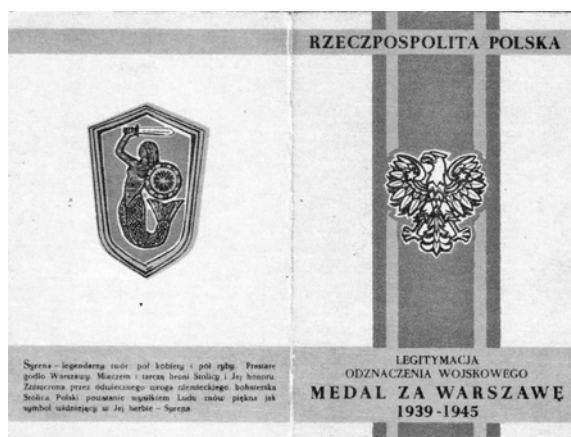 RZECZPOSPOLITA POLSKA
Syrena – legendarny twór: pół kobiety i pół ryby. Prastare
godło Warszawy. Mieczem i tarczą broni Stolicy i Jej honoru.
Zniszczona przez odwiecznego wroga niemieckiego, bohaterska
Stolica Polski powstanie wysiłkiem Ludu znów piękna jak
symbol widniejący w Jej herbie – Syrena.
LEGITYMACJA
ODZNACZENIA WOJSKOWEGO
MEDAL ZA WARSZAWĘ
1939-1945